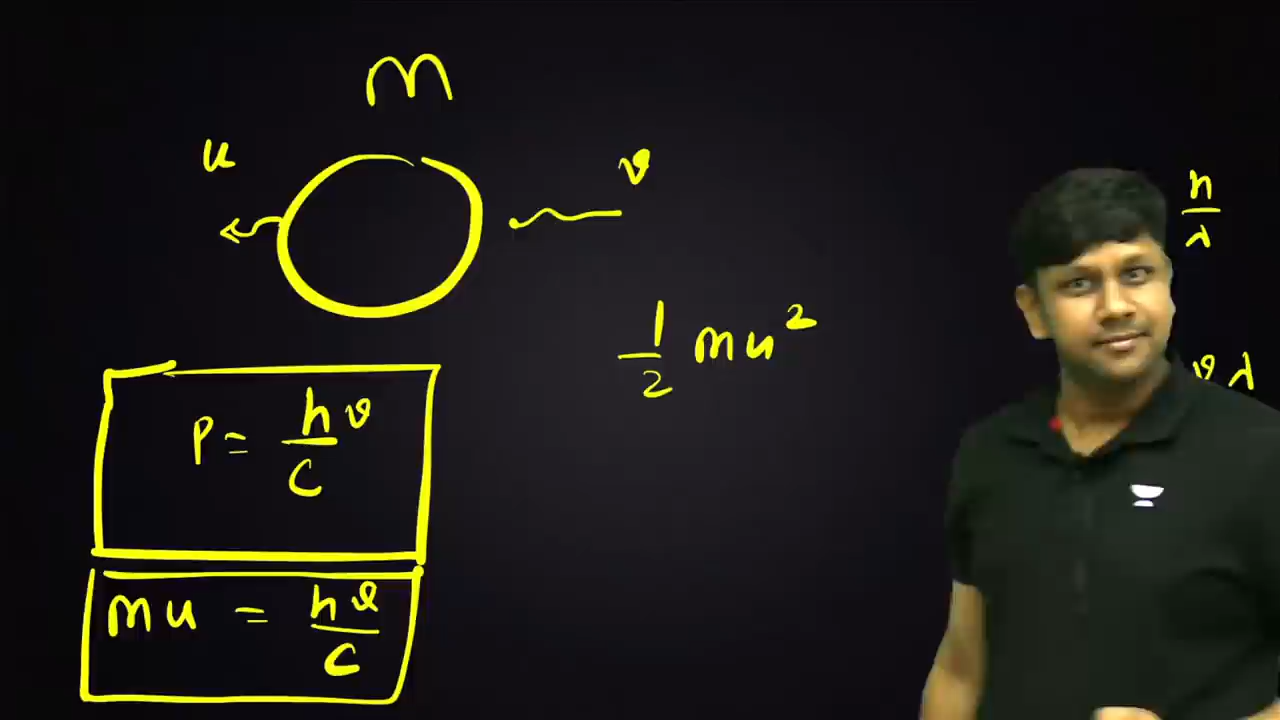 m
u
ν
h/λ
1/2 mu²
νλ
P = hν/c
mu = hν/c